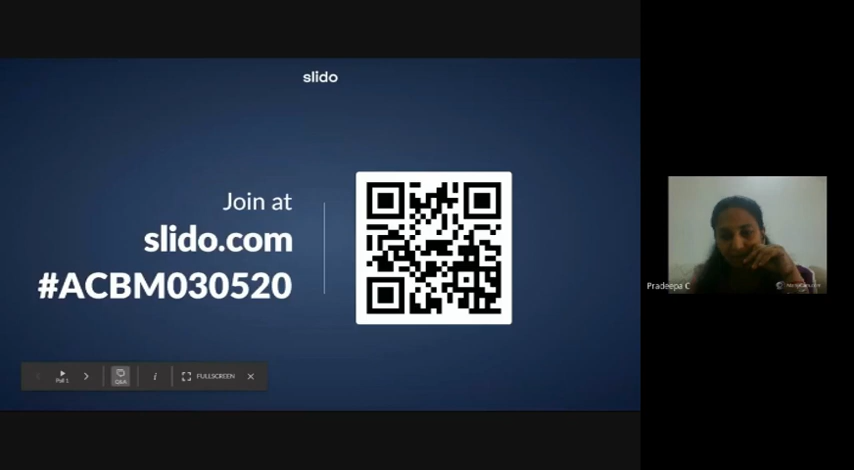 slido
Join at
slido.com
#ACBM030520
Poll 1
Q&A
i
FULLSCREEN
Pradeepa C